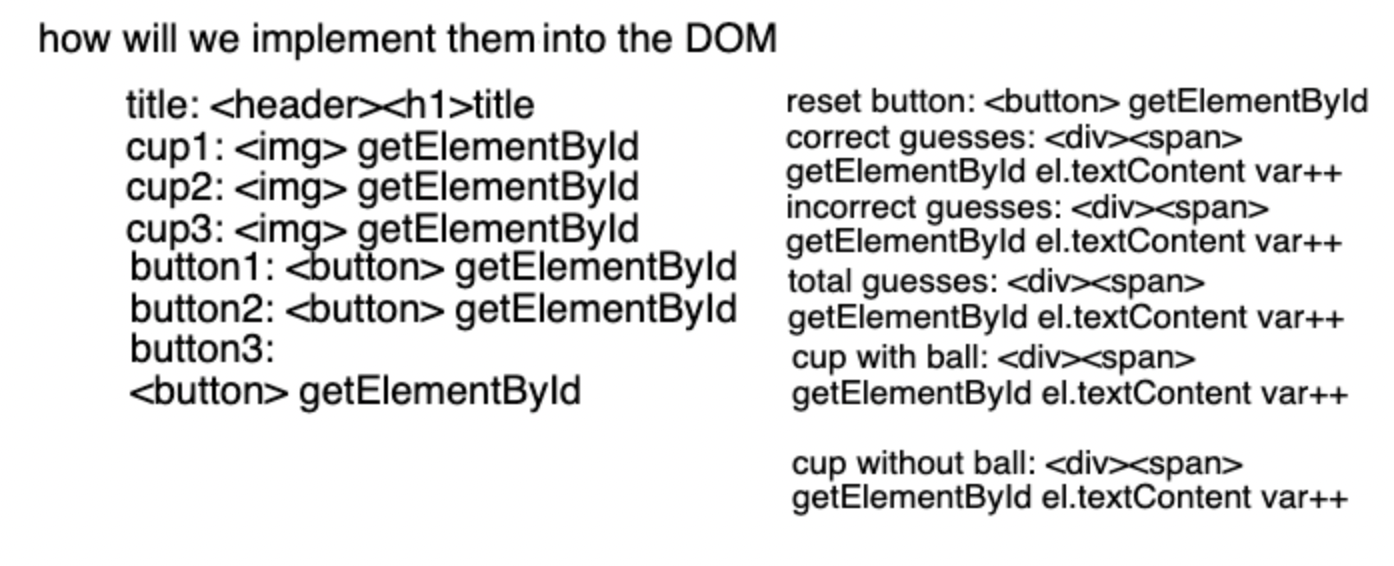 how will we implement them into the DOM
title: <header><h1>title
cup1: <img> getElementById
cup2: <img> getElementById
cup3: <img> getElementById
button1: <button> getElementById
button2: <button> getElementById
button3:
<button> getElementById
reset button: <button> getElementById
correct guesses: <div><span>
getElementById el.textContent var++
incorrect guesses: <div><span>
getElementById el.textContent var++
total guesses: <div><span>
getElementById el.textContent var++
cup with ball: <div><span>
getElementById el.textContent var++
cup without ball: <div><span>
getElementById el.textContent var++